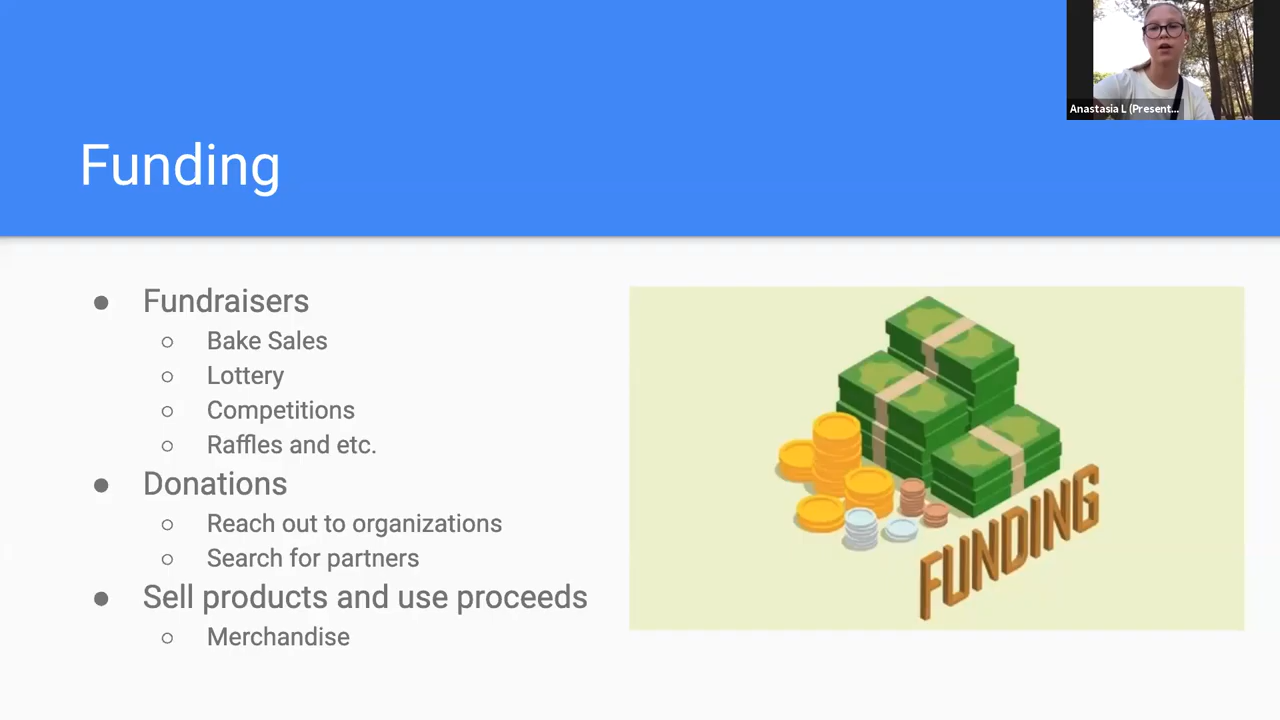 Anastasia L (Present...
Funding
● Fundraisers
○ Bake Sales
○ Lottery
○ Competitions
○ Raffles and etc.
● Donations
○ Reach out to organizations
○ Search for partners
● Sell products and use proceeds
○ Merchandise
FUNDING